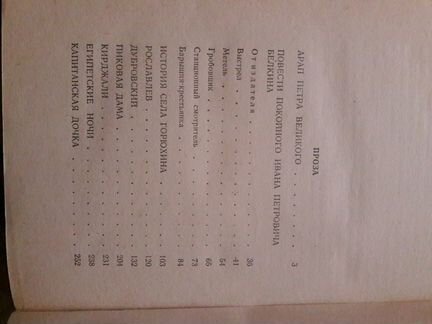 ПРОЗА
АРАП ПЕТРА ВЕЛИКОГО . . . . . . . 3
ПОВЕСТИ ПОКОЙНОГО ИВАНА ПЕТРОВИЧА
БЕЛКИНА
От издателя . . . . . . . . . 36
Выстрел . . . . . . . . . . 41
Метель . . . . . . . . . . 54
Гробовщик . . . . . . . . . 66
Станционный смотритель . . . . . . 73
Барышня-крестьянка . . . . . . . 84
ИСТОРИЯ СЕЛА ГОРЮХИНА . . . . . . 103
РОСЛАВЛЕВ . . . . . . . . . . 120
ДУБРОВСКИЙ . . . . . . . . . 132
ПИКОВАЯ ДАМА . . . . . . . . . 204
КИРДЖАЛИ . . . . . . . . . . 231
ЕГИПЕТСКИЕ НОЧИ . . . . . . . . 238
КАПИТАНСКАЯ ДОЧКА . . . . . . . 252